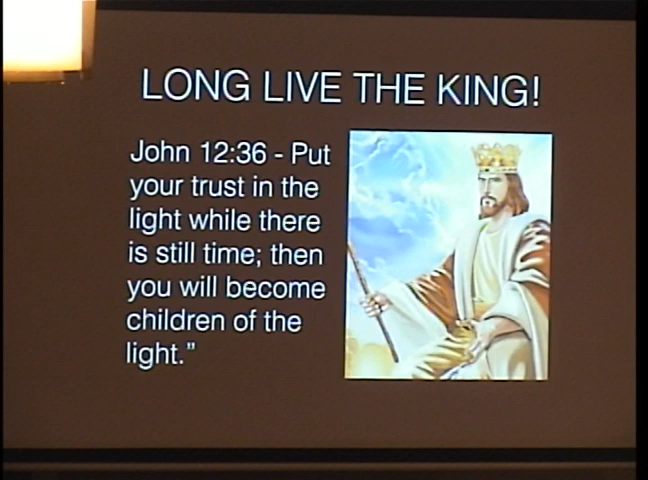 LONG LIVE THE KING!
John 12:36 - Put
your trust in the
light while there
is still time; then
you will become
children of the
light.”